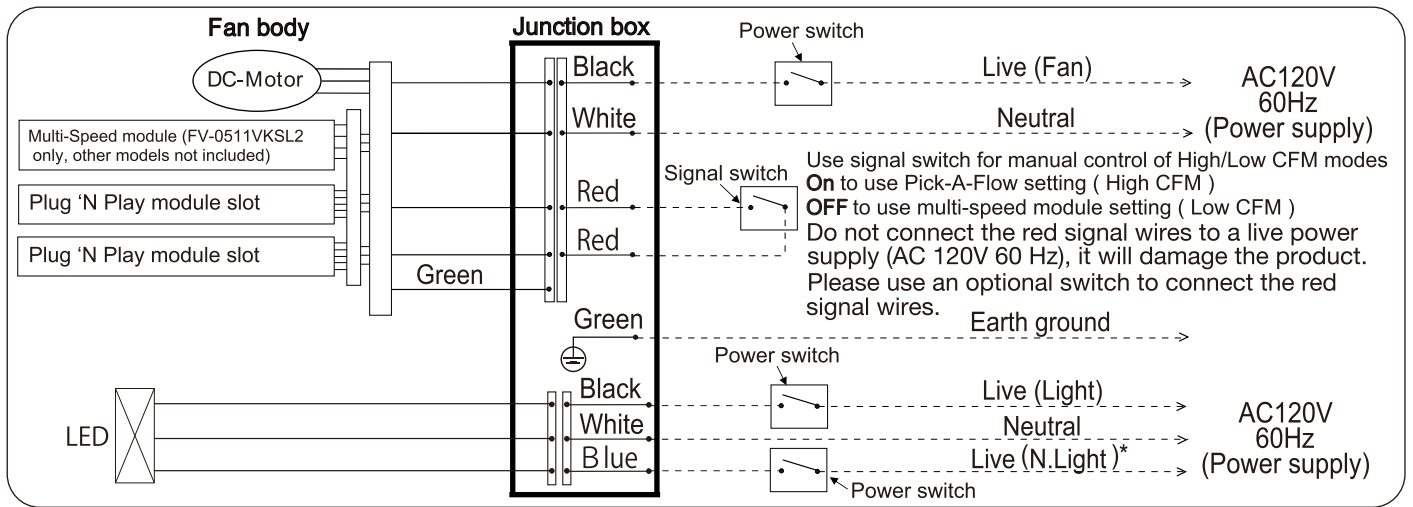 Fan body
Junction box
Power switch
DC-Motor
Black
Live (Fan)
AC120V
60Hz
(Power supply)
White
Neutral
Multi-Speed module (FV-0511VKSL2
only, other models not included)
Plug ‘N Play module slot
Plug ‘N Play module slot
Signal switch
Red
Red
Green
Use signal switch for manual control of High/Low CFM modes
On to use Pick-A-Flow setting ( High CFM )
OFF to use multi-speed module setting ( Low CFM )
Do not connect the red signal wires to a live power
supply (AC 120V 60 Hz), it will damage the product.
Please use an optional switch to connect the red
signal wires.
Green
Earth ground
Power switch
LED
Black
Live (Light)
White
Neutral
Blue
Live (N.Light )*
Power switch
AC120V
60Hz
(Power supply)